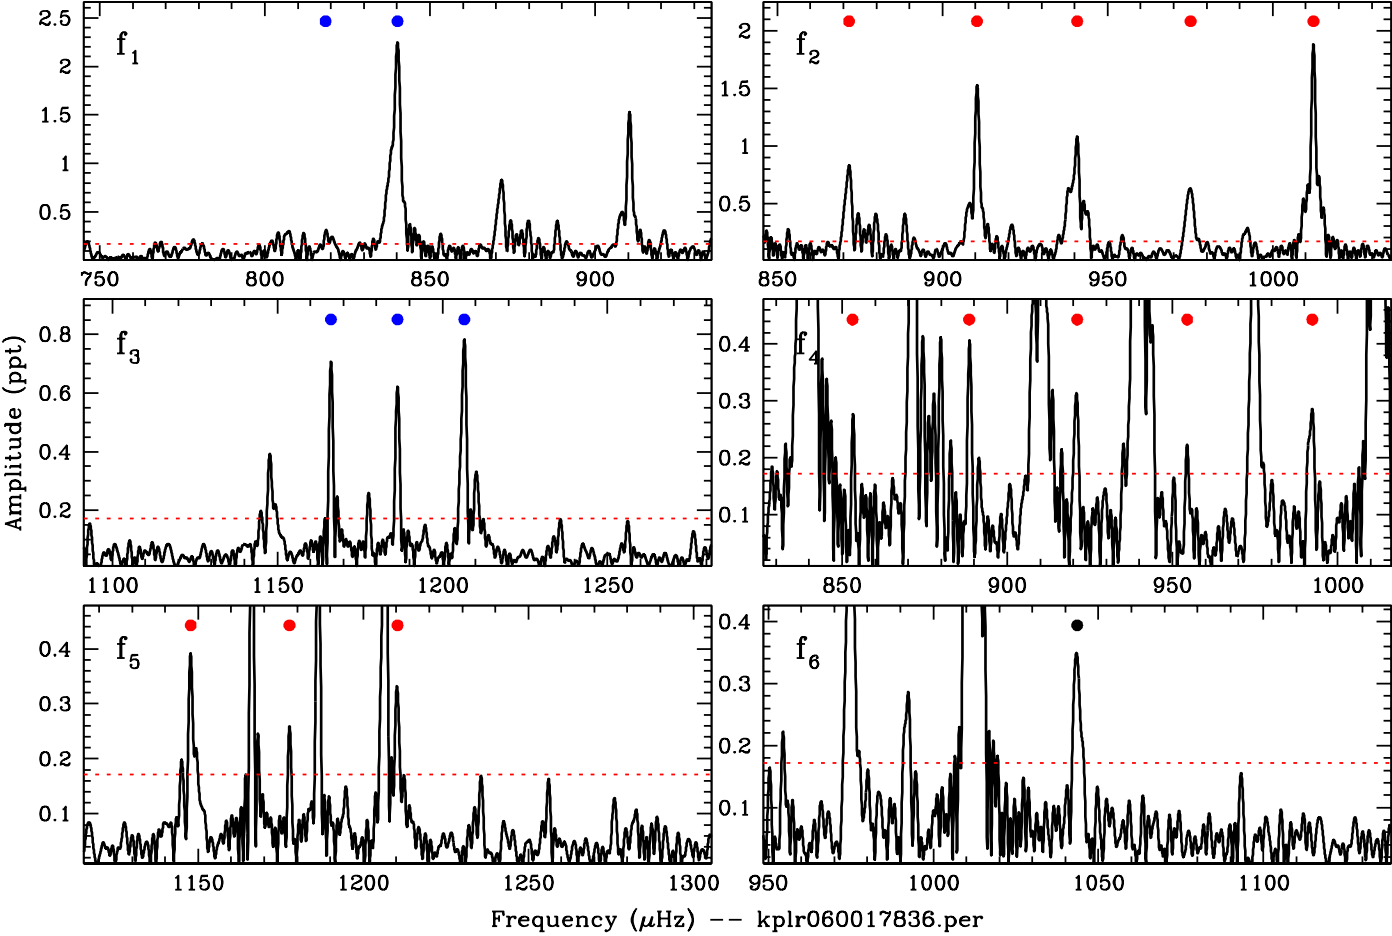 f1
2.5
2
1.5
1
0.5
750 800 850 900
f2
2
1.5
1
0.5
850 900 950 1000
f3
0.8
0.6
0.4
0.2
1100 1150 1200 1250
f4
0.4
0.3
0.2
0.1
850 900 950 1000
f5
0.4
0.3
0.2
0.1
1150 1200 1250 1300
f6
0.4
0.3
0.2
0.1
950 1000 1050 1100
Amplitude (ppt)
Frequency (μHz) -- kplr060017836.per